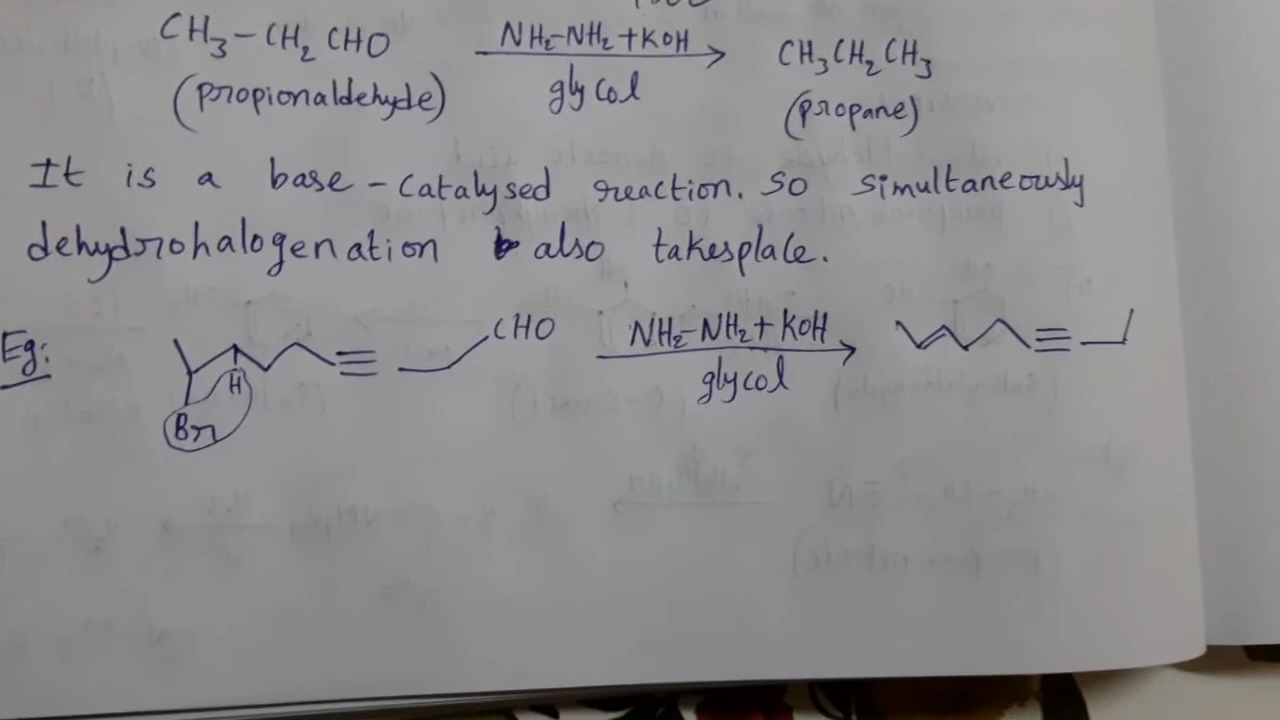 CH3-CH2CHO NH2-NH2+KOH CH3CH2CH3
(propionaldehyde) glycol (propane)
It is a base-catalysed reaction. So simultaneously
dehydrohalogenation also takesplace.
Eg: H Br CHO NH2-NH2+KOH
glycol